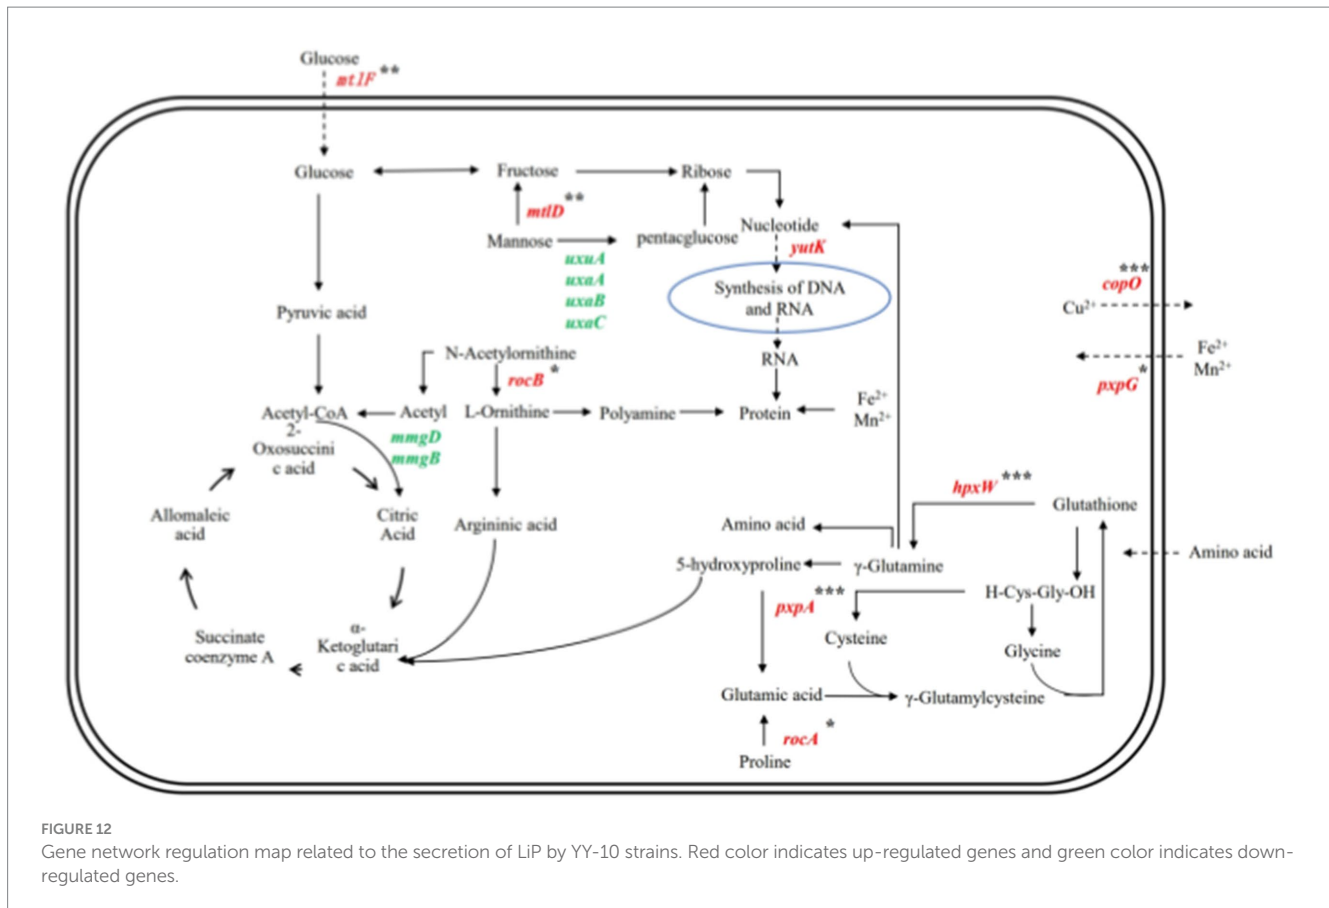 Glucose
mtlF **
Glucose
Fructose
Ribose
mtlD **
Nucleotide
Mannose
pentacglucose
yutK
uxuA
uxaA
uxaB
uxaC
Synthesis of DNA
and RNA
***
copO
Cu²⁺
Pyruvic acid
N-Acetylornithine
RNA
Fe²⁺
Mn²⁺
rocB *
pxpG *
Acetyl-CoA
Acetyl
L-Ornithine
Polyamine
Protein
Fe²⁺
Mn²⁺
2-
Oxosuccini
c acid
mmgD
mmgB
hpxW ***
Glutathione
Allomaleic
acid
Citric
Acid
Argininic acid
Amino acid
Amino acid
5-hydroxyproline
γ-Glutamine
pxpA ***
H-Cys-Gly-OH
Succinate
coenzyme A
α-
Ketoglutari
c acid
Cysteine
Glycine
Glutamic acid
γ-Glutamylcysteine
rocA *
Proline
FIGURE 12
Gene network regulation map related to the secretion of LiP by YY-10 strains. Red color indicates up-regulated genes and green color indicates down-
regulated genes.